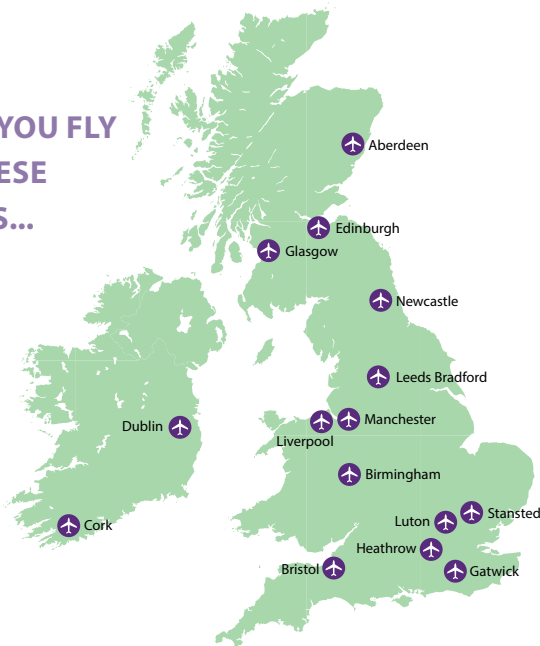 YOU FLY
ESE
S...
Aberdeen
Edinburgh
Glasgow
Newcastle
Leeds Bradford
Manchester
Liverpool
Dublin
Birmingham
Stansted
Luton
Cork
Heathrow
Bristol
Gatwick